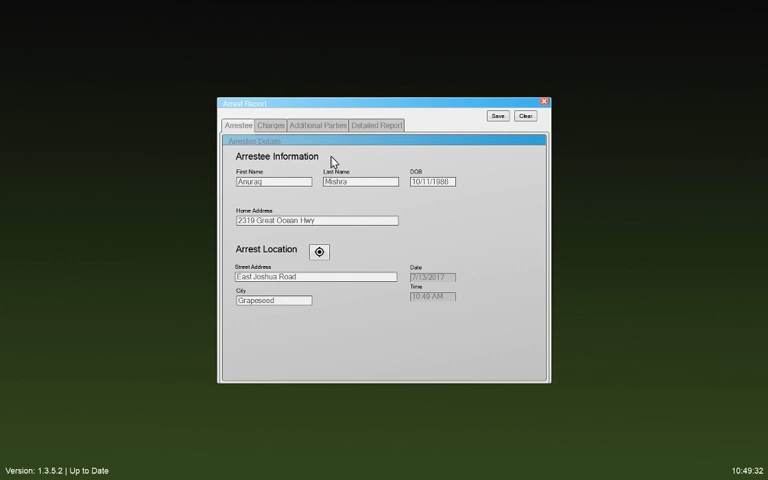 Arrest Report
Save
Clear
Arrestee
Charges
Additional Parties
Detailed Report
Arrestee Details
Arrestee Information
First Name
Last Name
DOB
Anuraq
Mishra
10/11/1986
Home Address
2319 Great Ocean Hwy
Arrest Location
Street Address
Date
East Joshua Road
7/13/2017
City
Time
Grapeseed
10:49 AM
Version: 1.3.5.2 | Up to Date
10:49:32